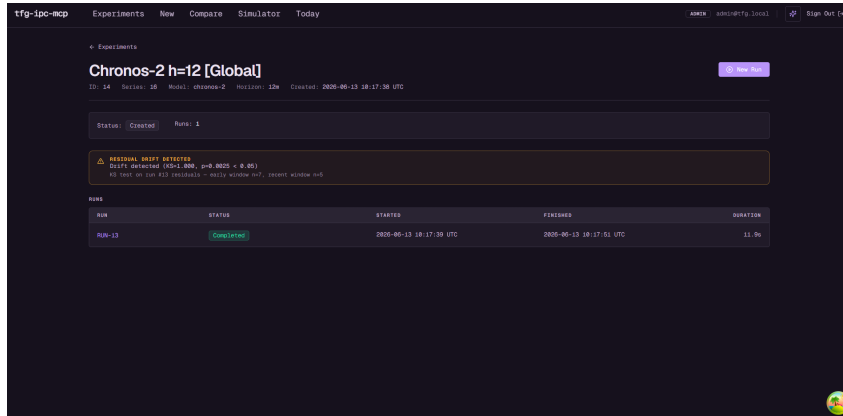 tfg-ipc-mcp Experiments New Compare Simulator Today ADMIN admin@tfg.local Sign Out
← Experiments
Chronos-2 h=12 [Global]
New Run
ID: 14 Series: 16 Model: chronos-2 Horizon: 12m Created: 2026-06-13 10:17:38 UTC
Status: Created Runs: 1
RESIDUAL DRIFT DETECTED
Drift detected (KS=1.000, p=0.0025 < 0.05)
KS test on run #13 residuals — early window n=7, recent window n=5
RUNS
RUN STATUS STARTED FINISHED DURATION
RUN-13 Completed 2026-06-13 10:17:39 UTC 2026-06-13 10:17:51 UTC 11.9s